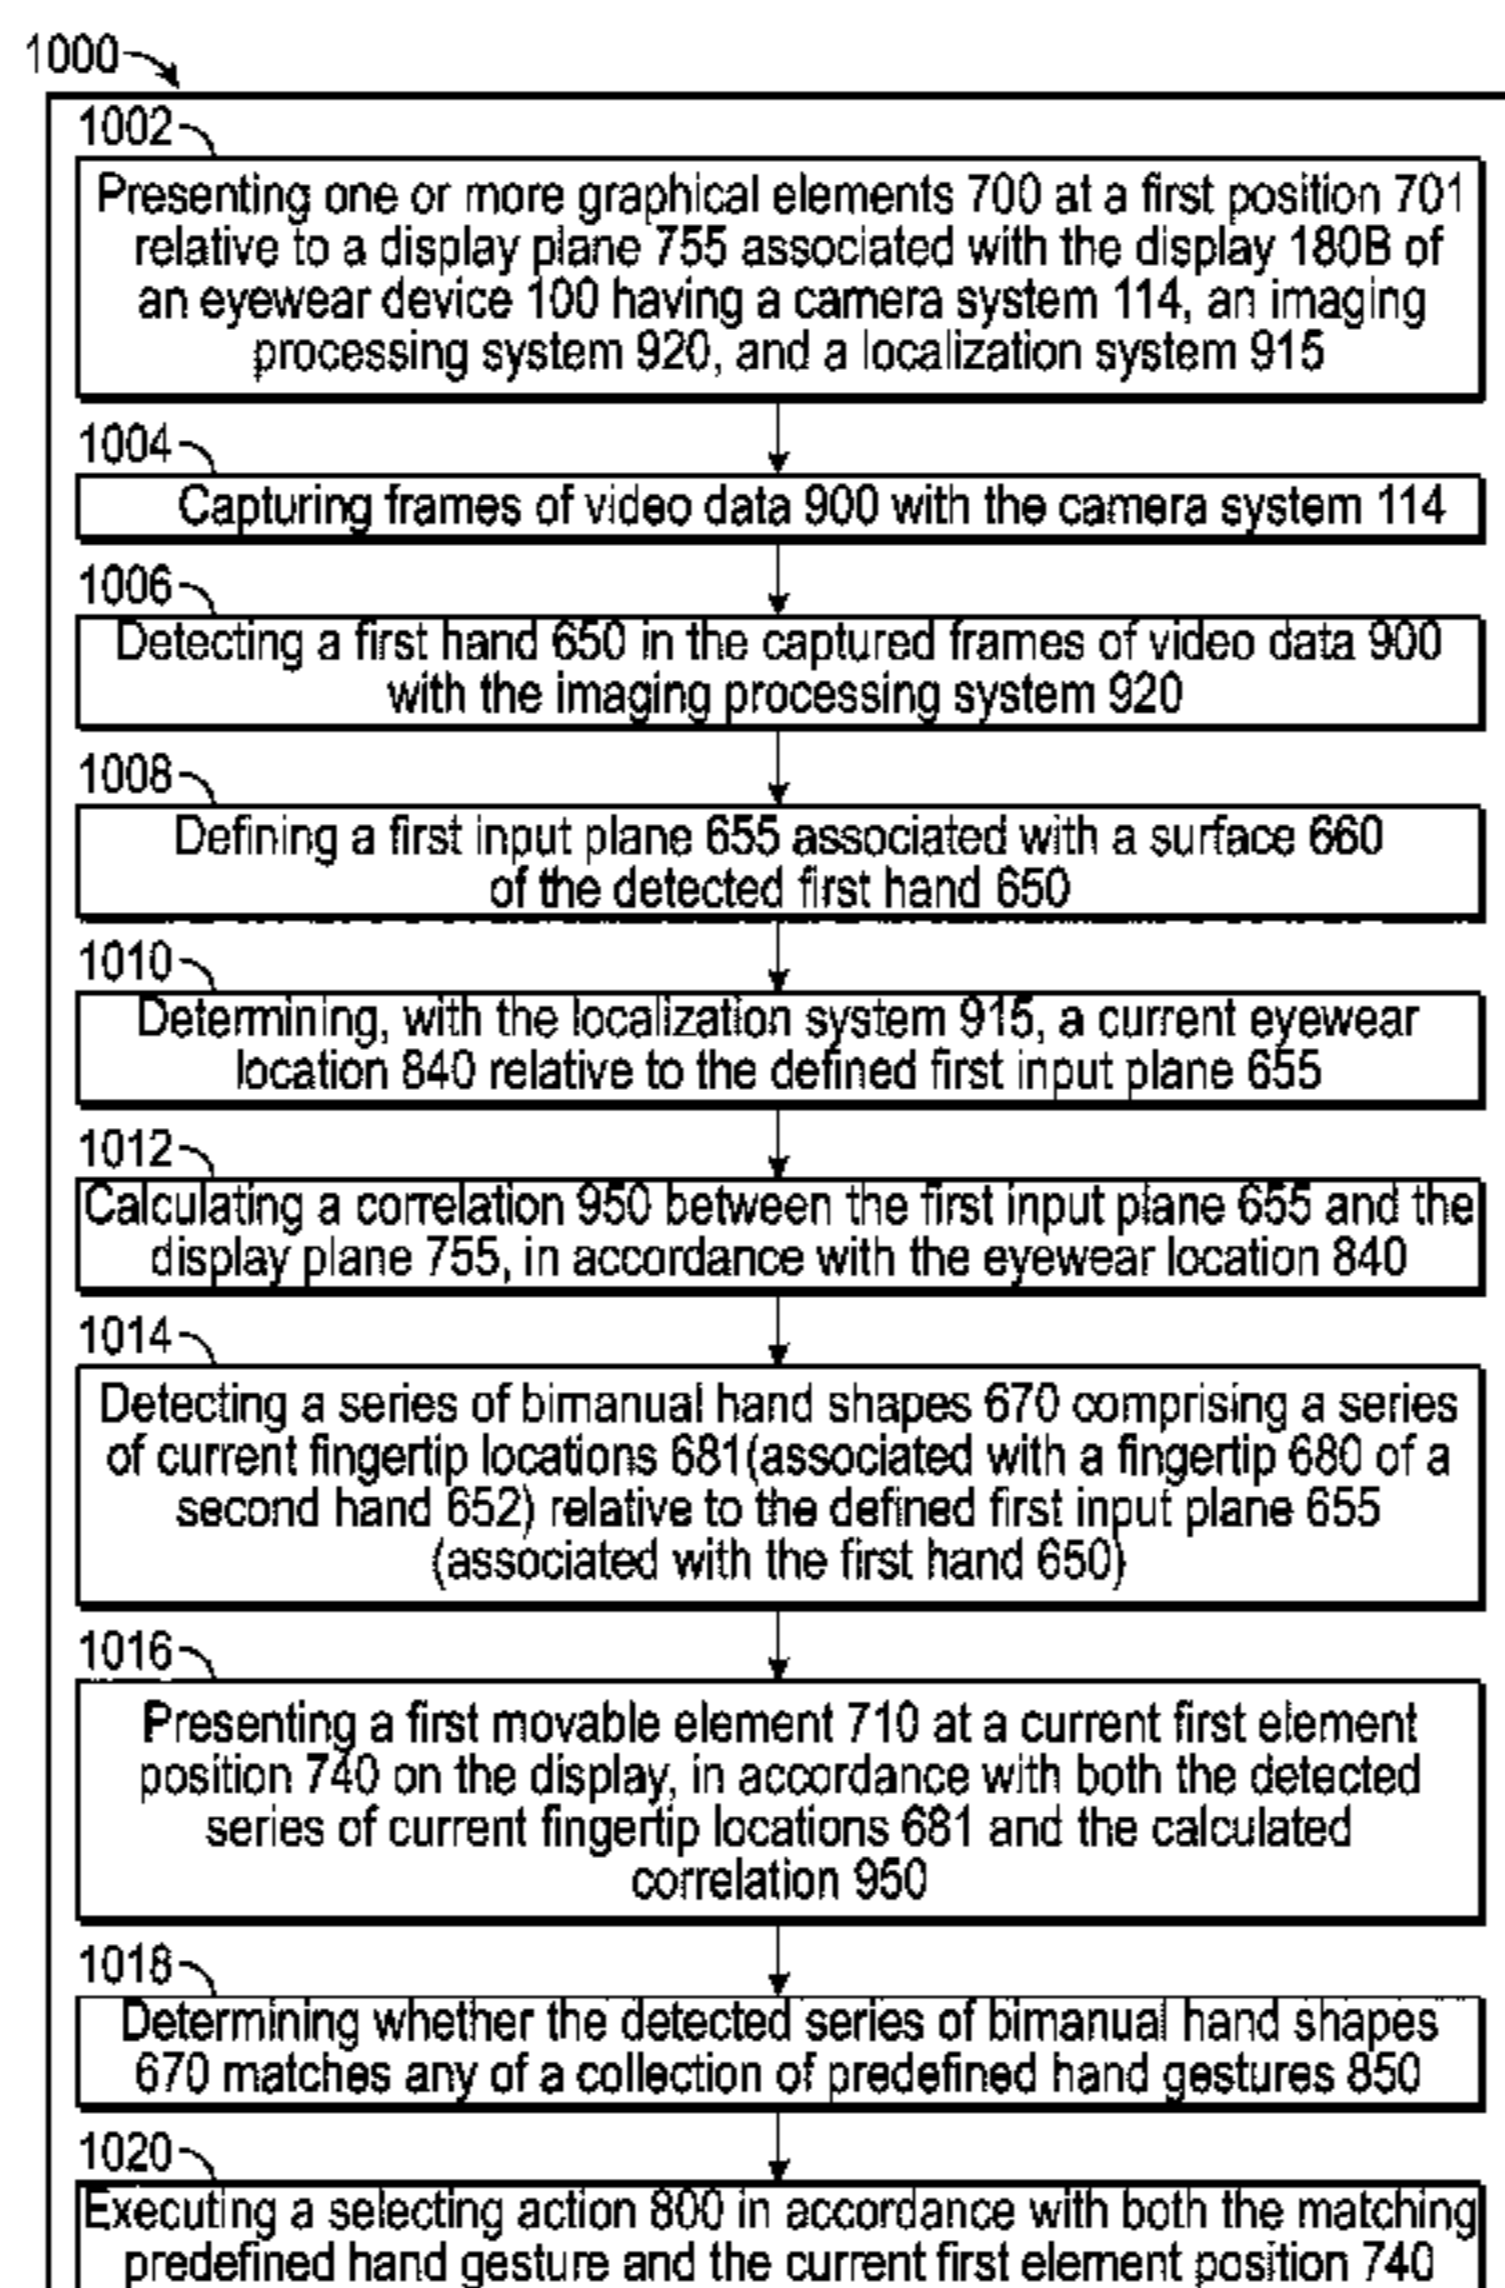 1000
1002
Presenting one or more graphical elements 700 at a first position 701
relative to a display plane 755 associated with the display 180B of
an eyewear device 100 having a camera system 114, an imaging
processing system 920, and a localization system 915
1004
Capturing frames of video data 900 with the camera system 114
1006
Detecting a first hand 650 in the captured frames of video data 900
with the imaging processing system 920
1008
Defining a first input plane 655 associated with a surface 660
of the detected first hand 650
1010
Determining, with the localization system 915, a current eyewear
location 840 relative to the defined first input plane 655
1012
Calculating a correlation 950 between the first input plane 655 and the
display plane 755, in accordance with the eyewear location 840
1014
Detecting a series of bimanual hand shapes 670 comprising a series
of current fingertip locations 681(associated with a fingertip 680 of a
second hand 652) relative to the defined first input plane 655
(associated with the first hand 650)
1016
Presenting a first movable element 710 at a current first element
position 740 on the display, in accordance with both the detected
series of current fingertip locations 681 and the calculated
correlation 950
1018
Determining whether the detected series of bimanual hand shapes
670 matches any of a collection of predefined hand gestures 850
1020
Executing a selecting action 800 in accordance with both the matching
predefined hand gesture and the current first element position 740